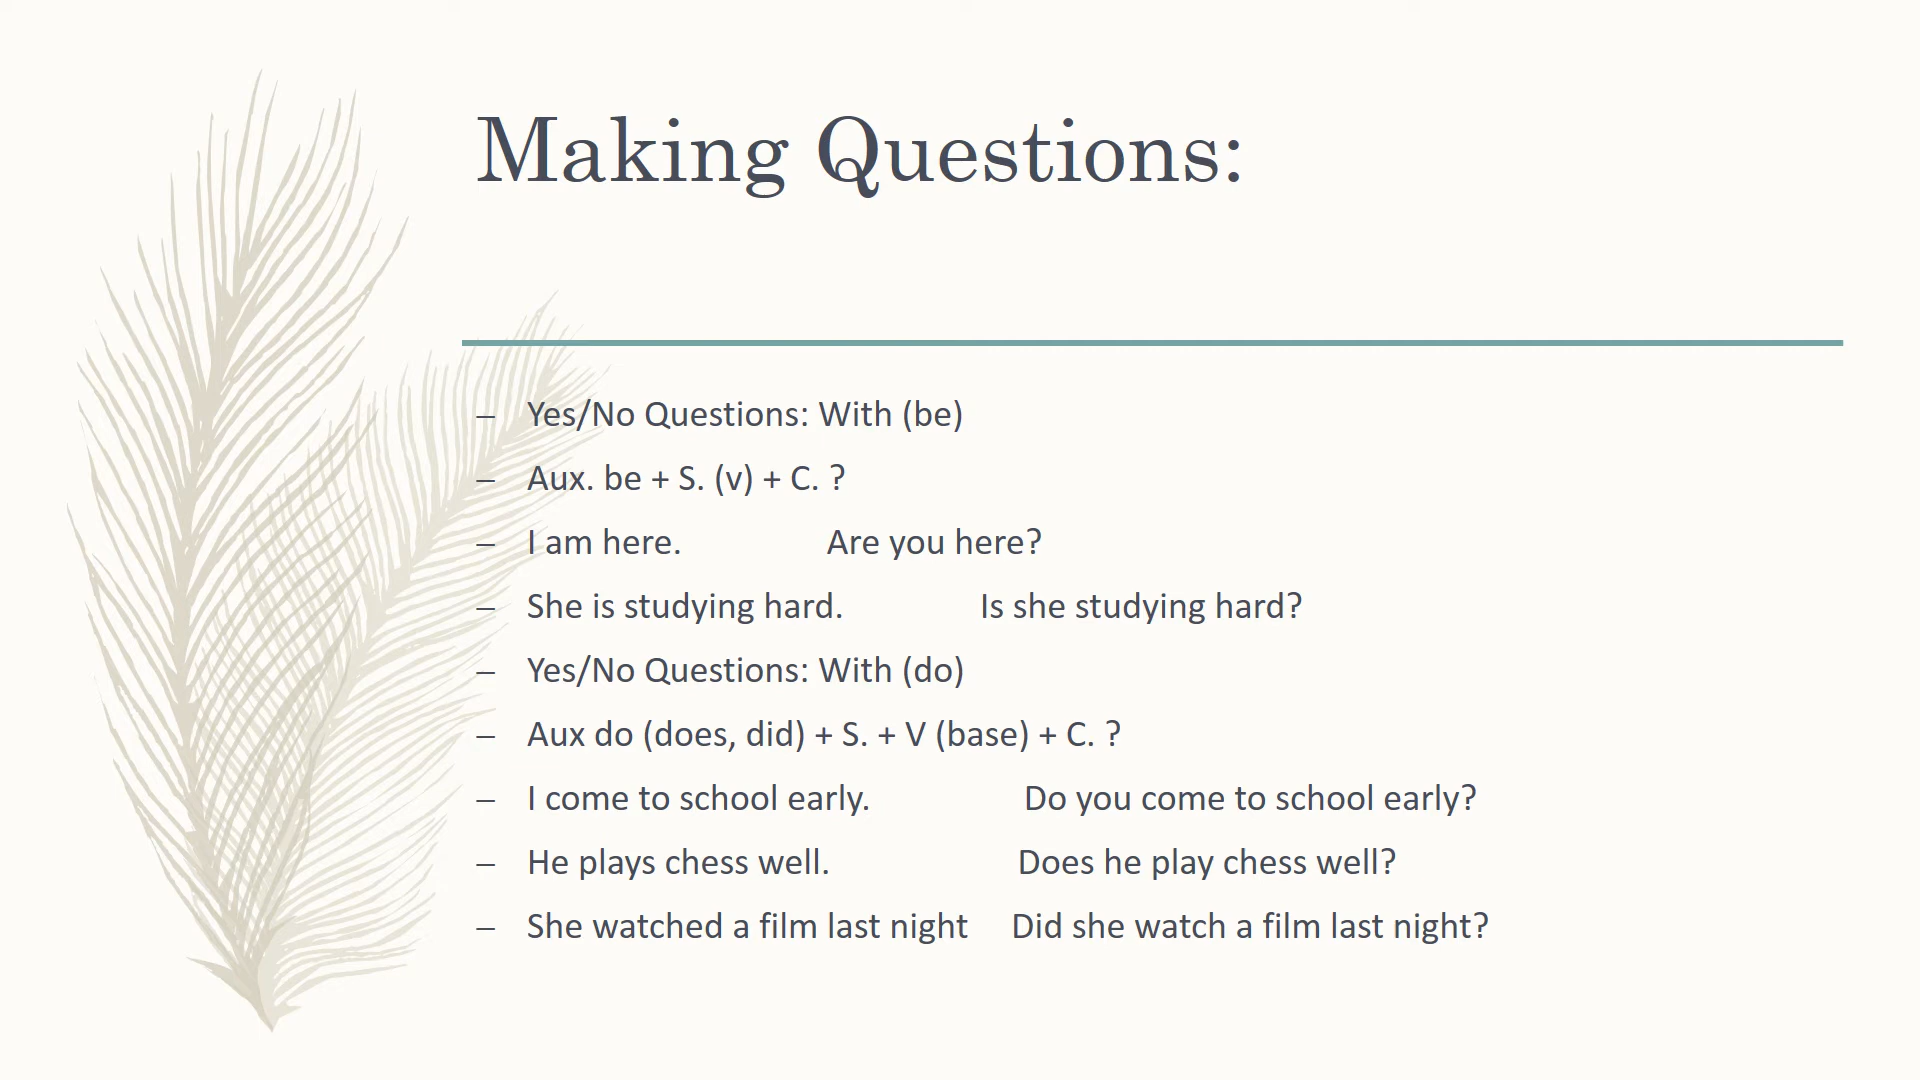 Making Questions:
– Yes/No Questions: With (be)
– Aux. be + S. (v) + C. ?
– I am here. Are you here?
– She is studying hard. Is she studying hard?
– Yes/No Questions: With (do)
– Aux do (does, did) + S. + V (base) + C. ?
– I come to school early. Do you come to school early?
– He plays chess well. Does he play chess well?
– She watched a film last night Did she watch a film last night?